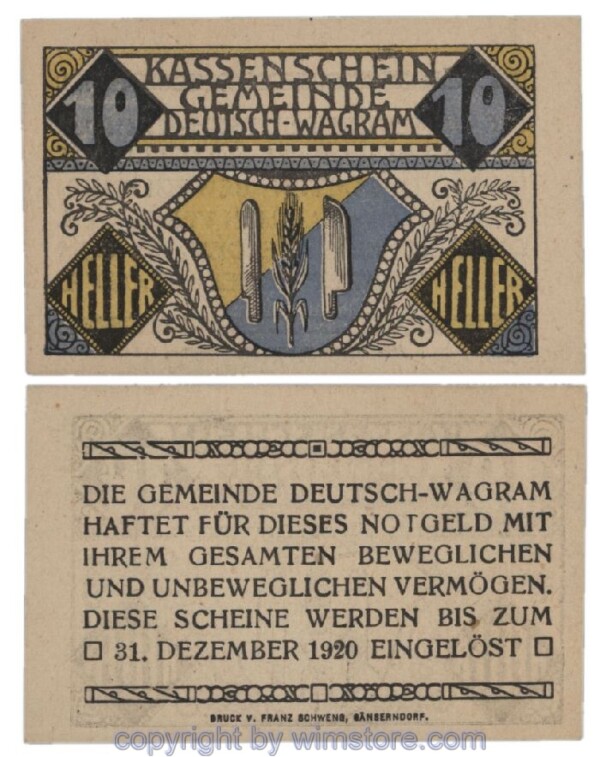 KASSENSCHEIN
10 GEMEINDE 10
DEUTSCH-WAGRAM
HELLER HELLER
DIE GEMEINDE DEUTSCH-WAGRAM
HAFTET FÜR DIESES NOTGELD MIT
IHREM GESAMTEN BEWEGLICHEN
UND UNBEWEGLICHEN VERMÖGEN.
DIESE SCHEINE WERDEN BIS ZUM
31. DEZEMBER 1920 EINGELÖST
DRUCK V. FRANZ SCHWENG, GÄNSERNDORF.
copyright by wimstore.com